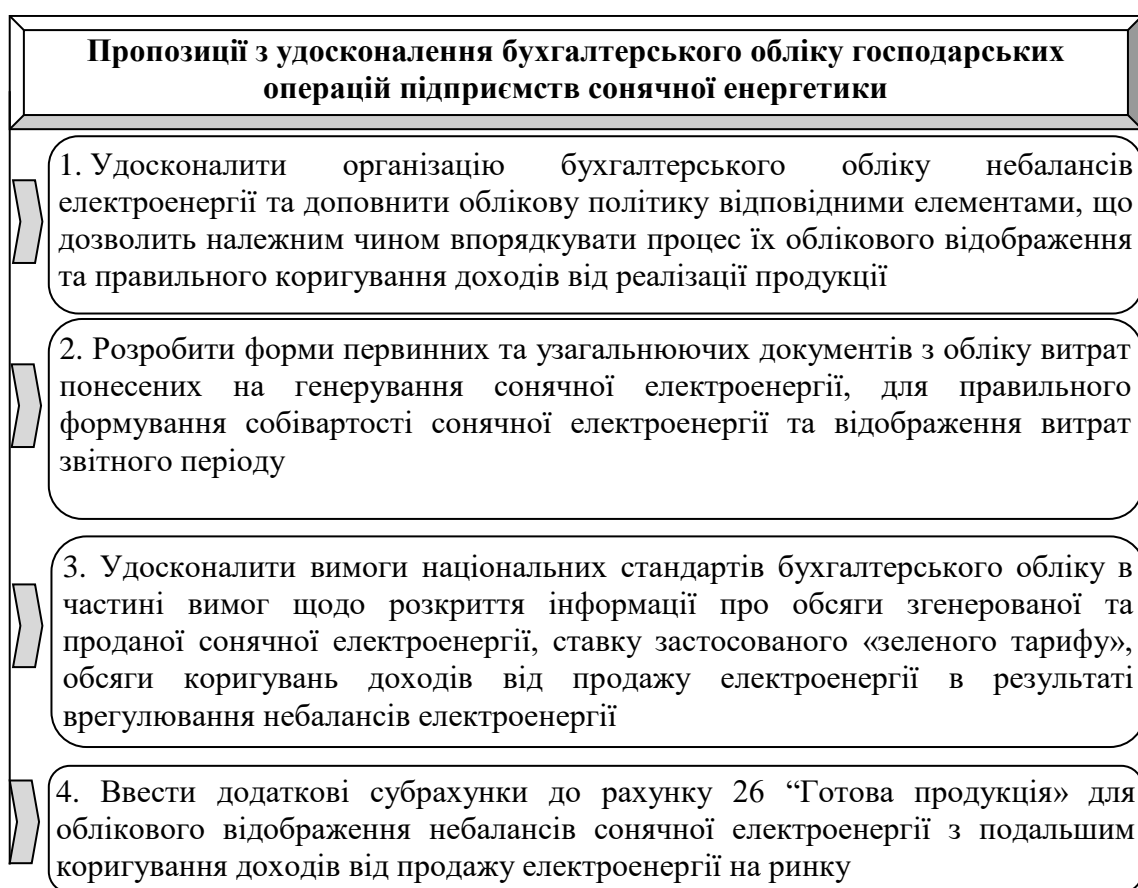 Пропозиції з удосконалення бухгалтерського обліку господарських
операцій підприємств сонячної енергетики
1. Удосконалити організацію бухгалтерського обліку небалансів
електроенергії та доповнити облікову політику відповідними елементами, що
дозволить належним чином впорядкувати процес їх облікового відображення
та правильного коригування доходів від реалізації продукції
2. Розробити форми первинних та узагальнюючих документів з обліку витрат
понесених на генерування сонячної електроенергії, для правильного
формування собівартості сонячної електроенергії та відображення витрат
звітного періоду
3. Удосконалити вимоги національних стандартів бухгалтерського обліку в
частині вимог щодо розкриття інформації про обсяги згенерованої та
проданої сонячної електроенергії, ставку застосованого «зеленого тарифу»,
обсяги коригувань доходів від продажу електроенергії в результаті
врегулювання небалансів електроенергії
4. Ввести додаткові субрахунки до рахунку 26 “Готова продукція» для
облікового відображення небалансів сонячної електроенергії з подальшим
коригування доходів від продажу електроенергії на ринку